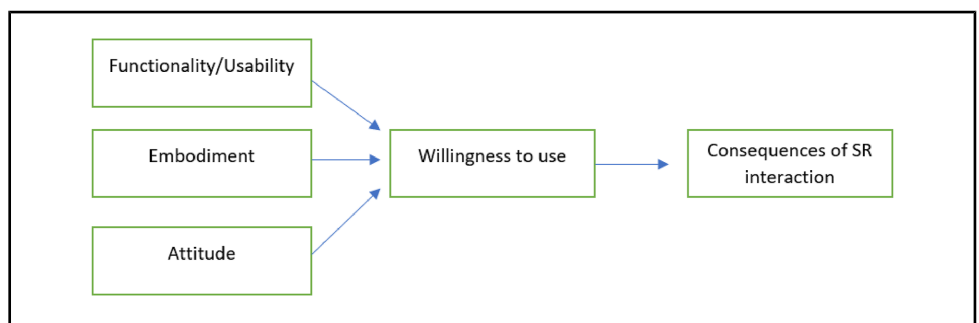 Functionality/Usability
Embodiment
Attitude
Willingness to use
Consequences of SR
interaction